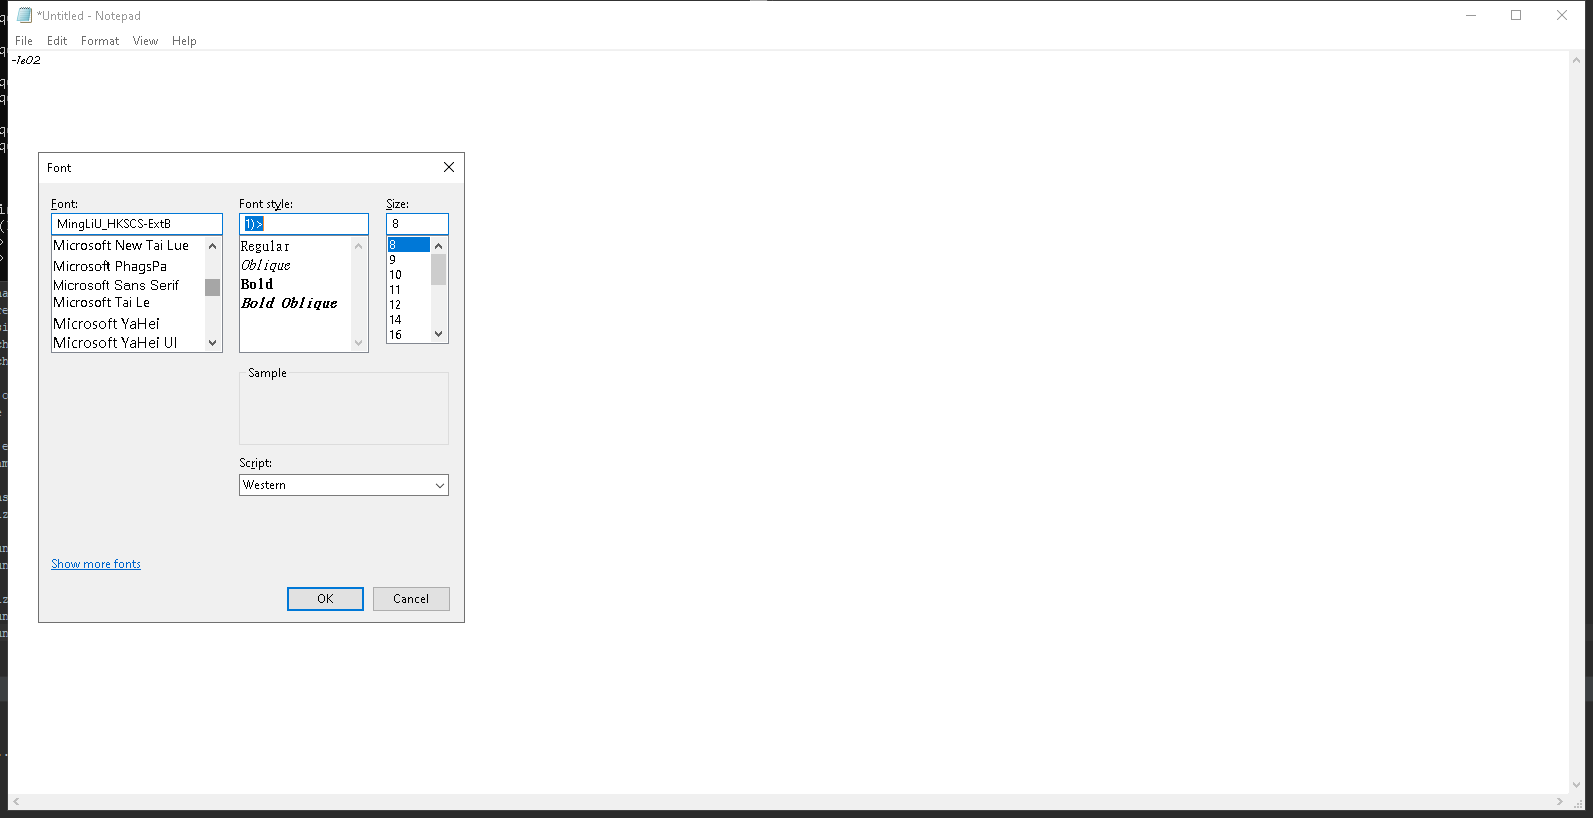 *Untitled - Notepad
File Edit Format View Help
-1e02
Font
Font: Font style: Size:
MingLiU_HKSCS-ExtB 1)> 8
Microsoft New Tai Lue Regular 8
Microsoft PhagsPa Oblique 9
Microsoft Sans Serif Bold 10
Microsoft Tai Le Bold Oblique 11
Microsoft YaHei 12
Microsoft YaHei UI 14
16
Sample
Script:
Western
Show more fonts
OK Cancel